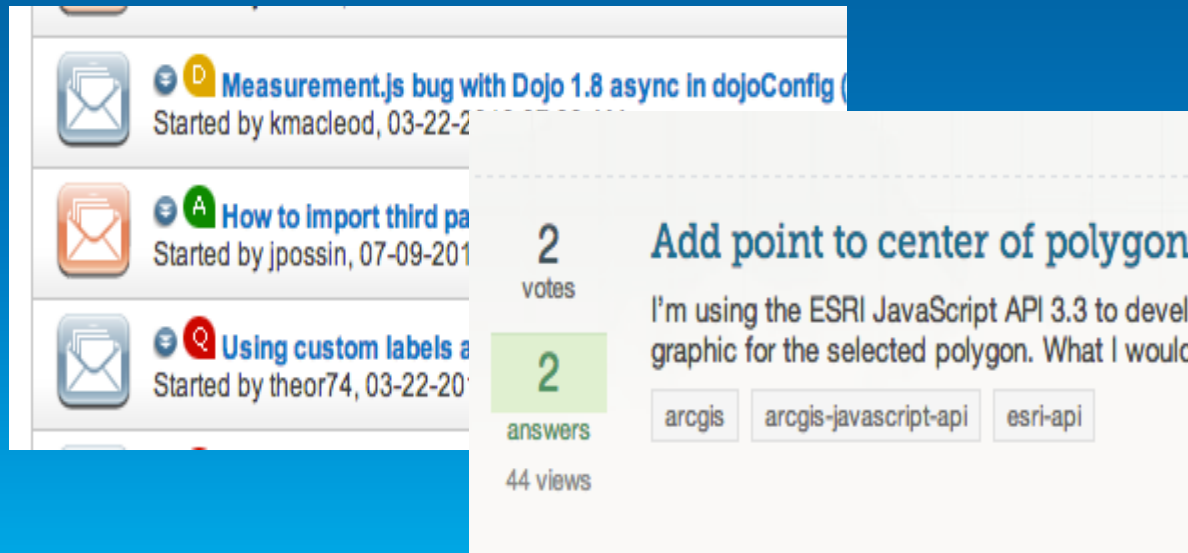 D Measurement.js bug with Dojo 1.8 async in dojoConfig (
Started by kmacleod, 03-22-2
A How to import third pa
Started by jpossin, 07-09-201
Q Using custom labels a
Started by theor74, 03-22-20
2
votes
2
answers
44 views
Add point to center of polygon
I'm using the ESRI JavaScript API 3.3 to devel
graphic for the selected polygon. What I would
arcgis arcgis-javascript-api esri-api